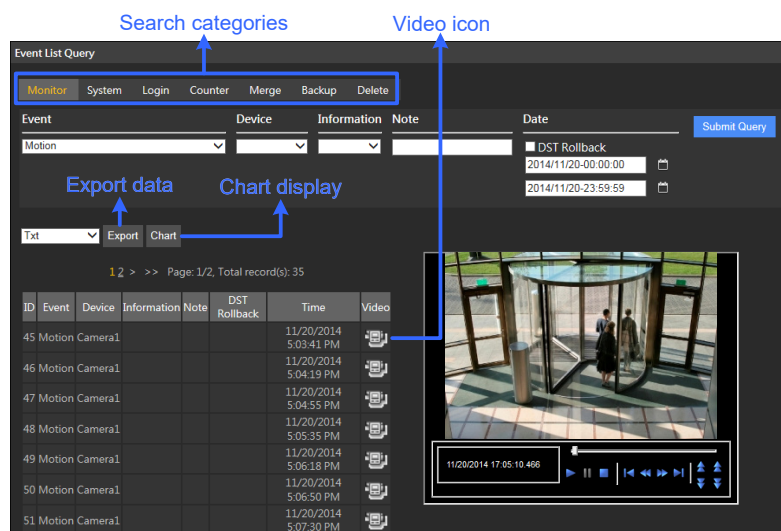 Search categories
Video icon
Event List Query
Monitor System Login Counter Merge Backup Delete
Event Device Information Note Date
Submit Query
Motion
DST Rollback
2014/11/20-00:00:00
2014/11/20-23:59:59
Export data
Chart display
Txt Export Chart
1 2 > >> Page: 1/2, Total record(s): 35
ID Event Device Information Note DST Rollback Time Video
45 Motion Camera1 11/20/2014 5:03:41 PM
46 Motion Camera1 11/20/2014 5:04:19 PM
47 Motion Camera1 11/20/2014 5:04:55 PM
48 Motion Camera1 11/20/2014 5:05:35 PM
49 Motion Camera1 11/20/2014 5:06:18 PM
50 Motion Camera1 11/20/2014 5:06:50 PM
51 Motion Camera1 11/20/2014 5:07:30 PM
11/20/2014 17:05:10.466